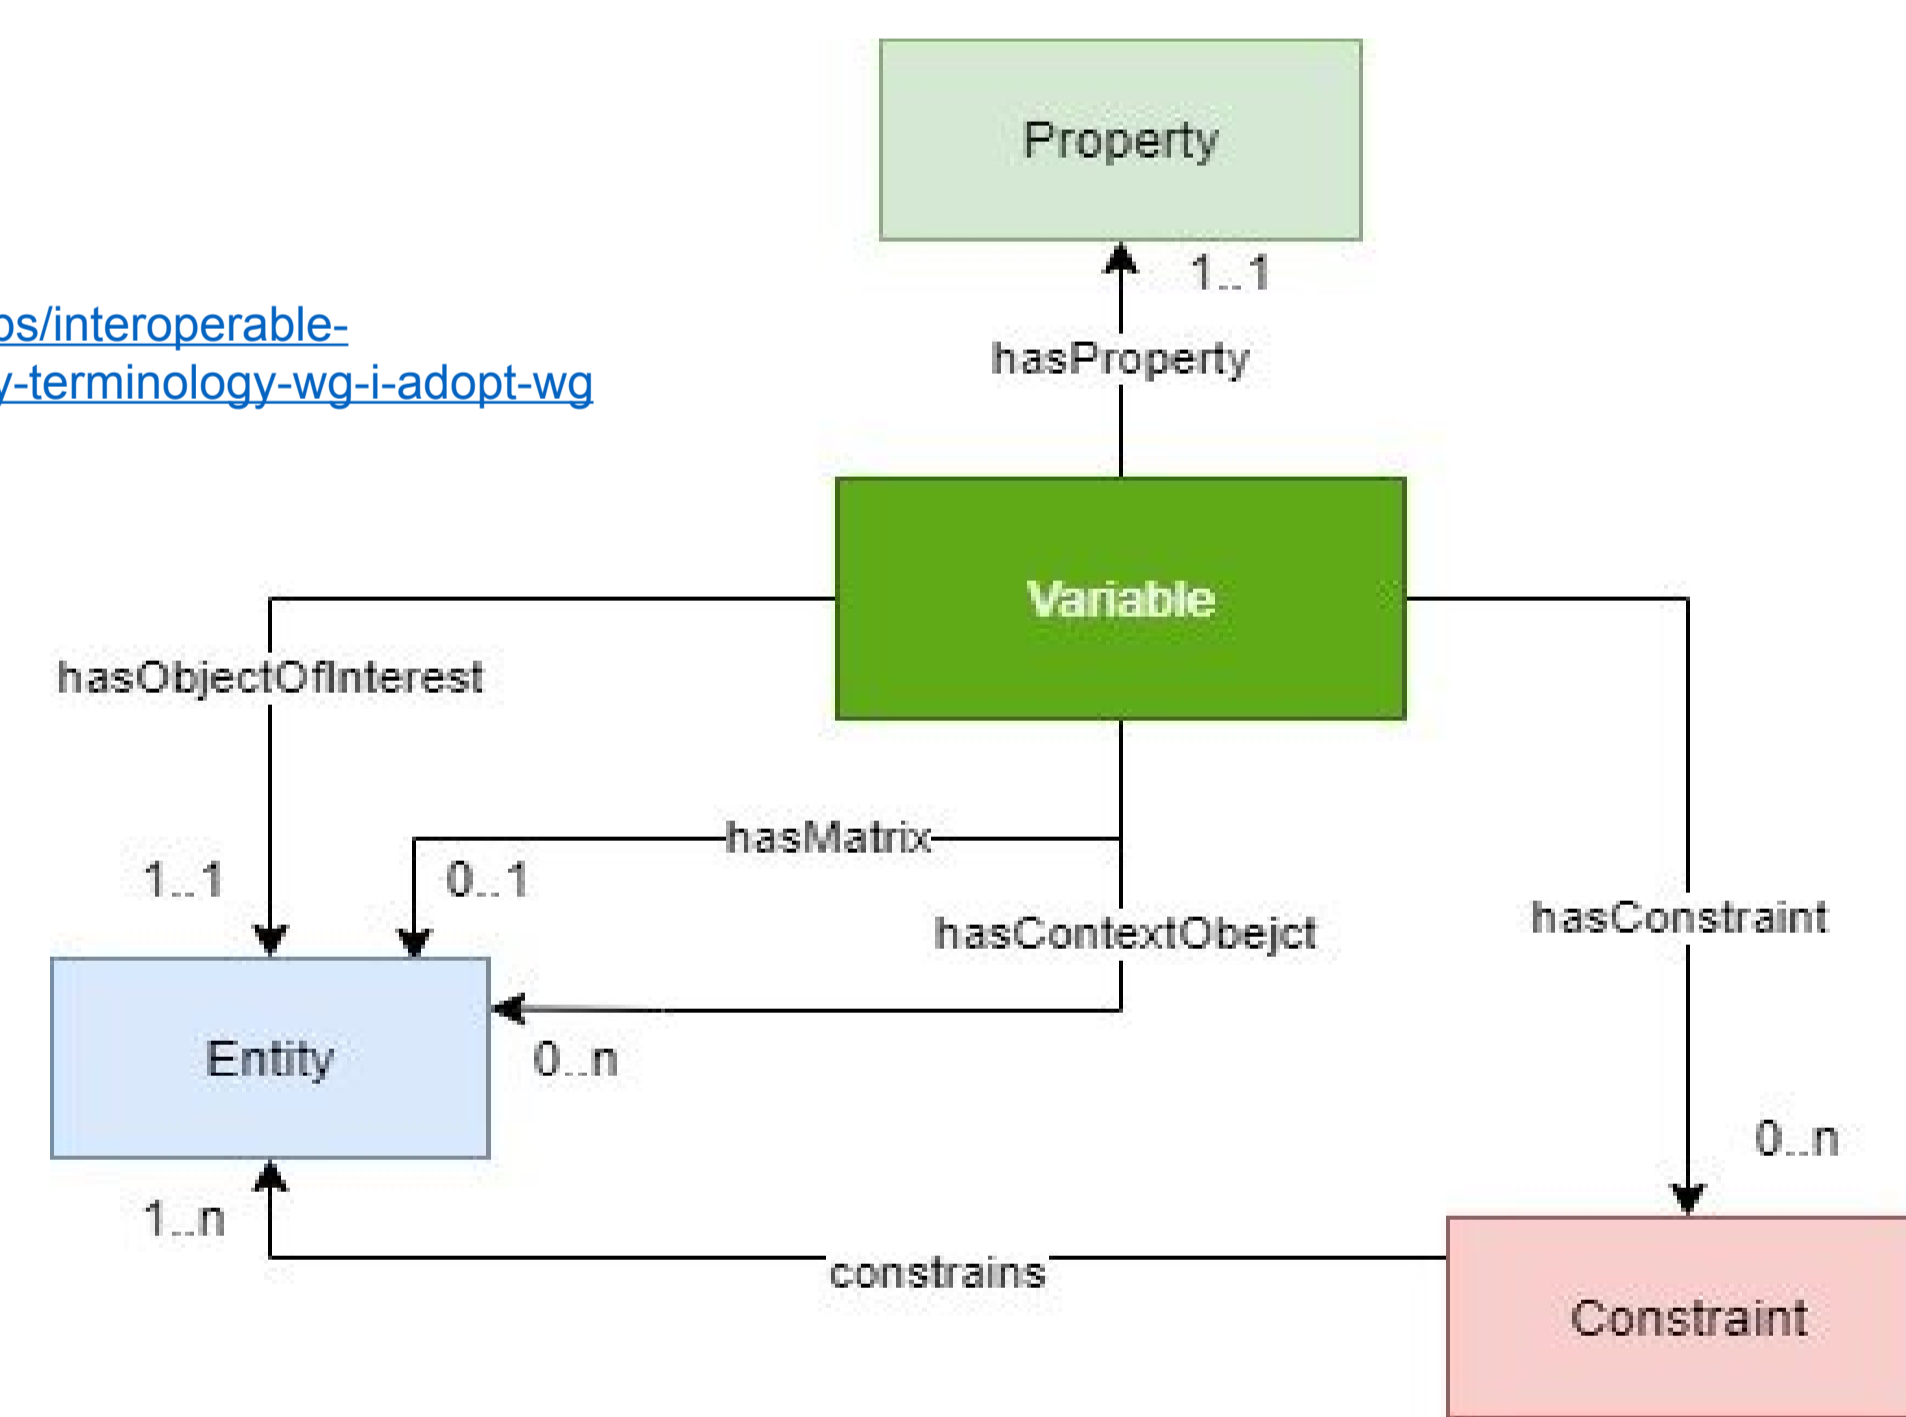 Property
1..1
os/interoperable-
hasProperty
y-terminology-wg-i-adopt-wg
Variable
hasObjectOfInterest
hasMatrix
1..1
0..1
hasContextObejct
hasConstraint
Entity
0..n
0..n
1..n
constrains
Constraint